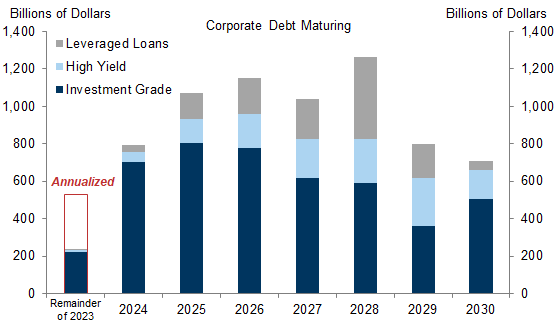 Billions of Dollars
Billions of Dollars
Corporate Debt Maturing
1,400
1,200
1,000
800
600
400
200
0
Leveraged Loans
High Yield
Investment Grade
Annualized
1,400
1,200
1,000
800
600
400
200
0
Remainder
of 2023
2024
2025
2026
2027
2028
2029
2030